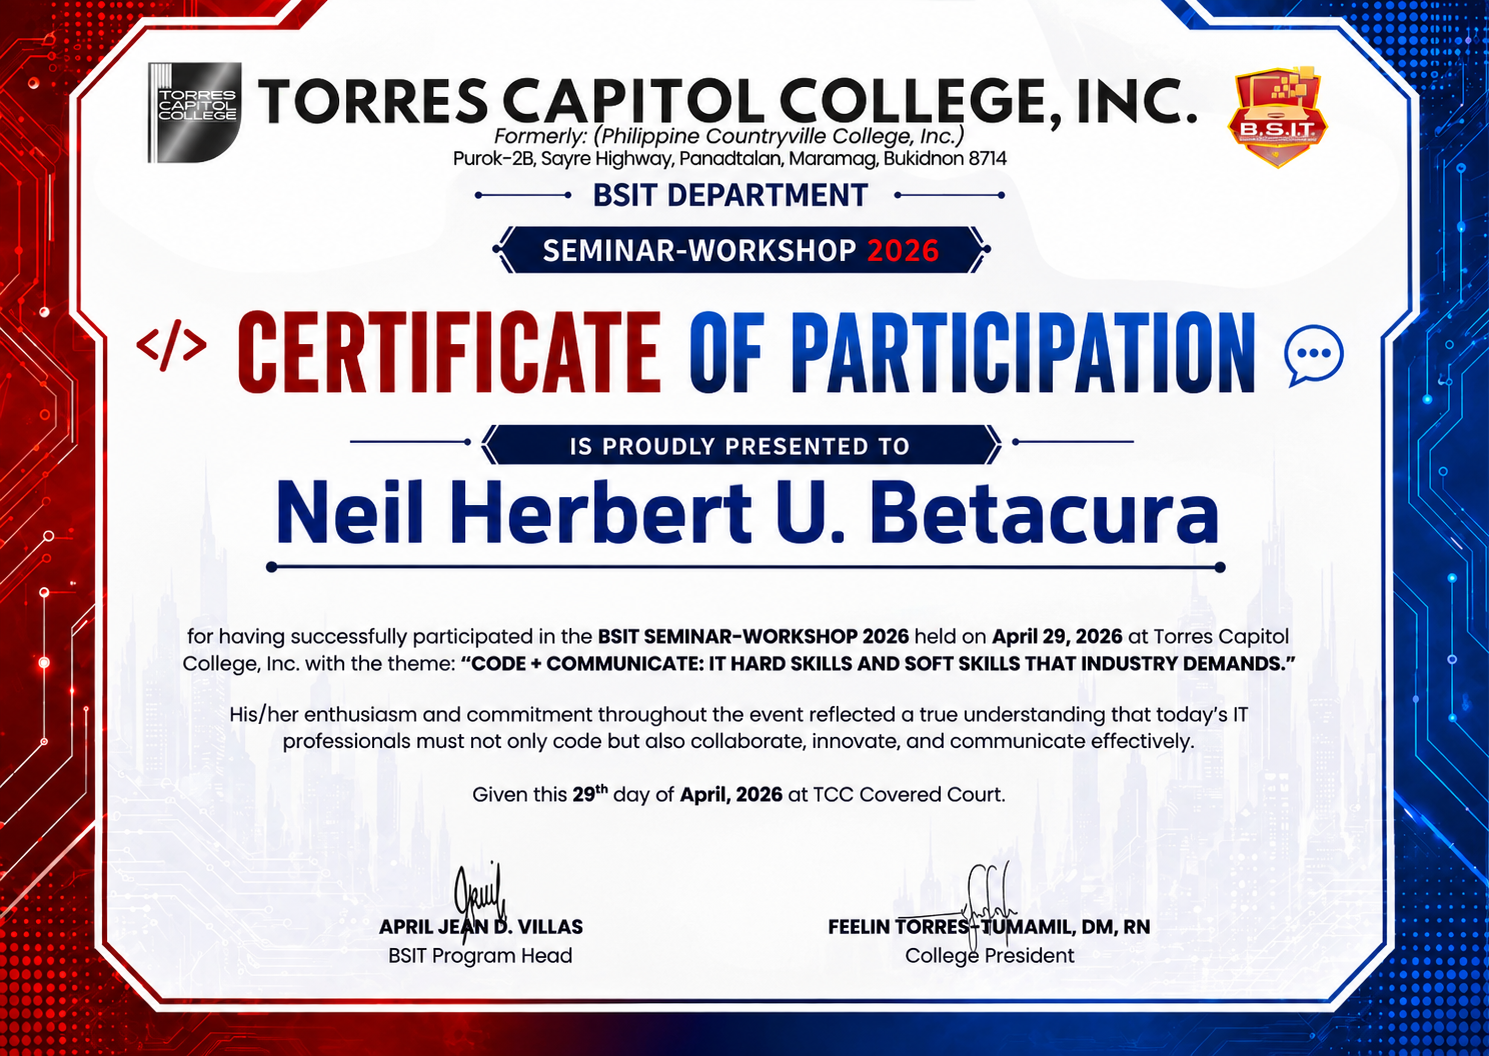 TORRES
CAPITOL
COLLEGE
TORRES CAPITOL COLLEGE, INC.
Formerly: (Philippine Countryville College, Inc.)
Purok-2B, Sayre Highway, Panadtalan, Maramag, Bukidnon 8714
B.S.I.T.
BSIT DEPARTMENT
SEMINAR-WORKSHOP 2026
</> CERTIFICATE OF PARTICIPATION
IS PROUDLY PRESENTED TO
Neil Herbert U. Betacura
for having successfully participated in the BSIT SEMINAR-WORKSHOP 2026 held on April 29, 2026 at Torres Capitol
College, Inc. with the theme: “CODE + COMMUNICATE: IT HARD SKILLS AND SOFT SKILLS THAT INDUSTRY DEMANDS.”
His/her enthusiasm and commitment throughout the event reflected a true understanding that today’s IT
professionals must not only code but also collaborate, innovate, and communicate effectively.
Given this 29th day of April, 2026 at TCC Covered Court.
APRIL JEAN D. VILLAS
BSIT Program Head
FEELIN TORRES-TUMAMIL, DM, RN
College President